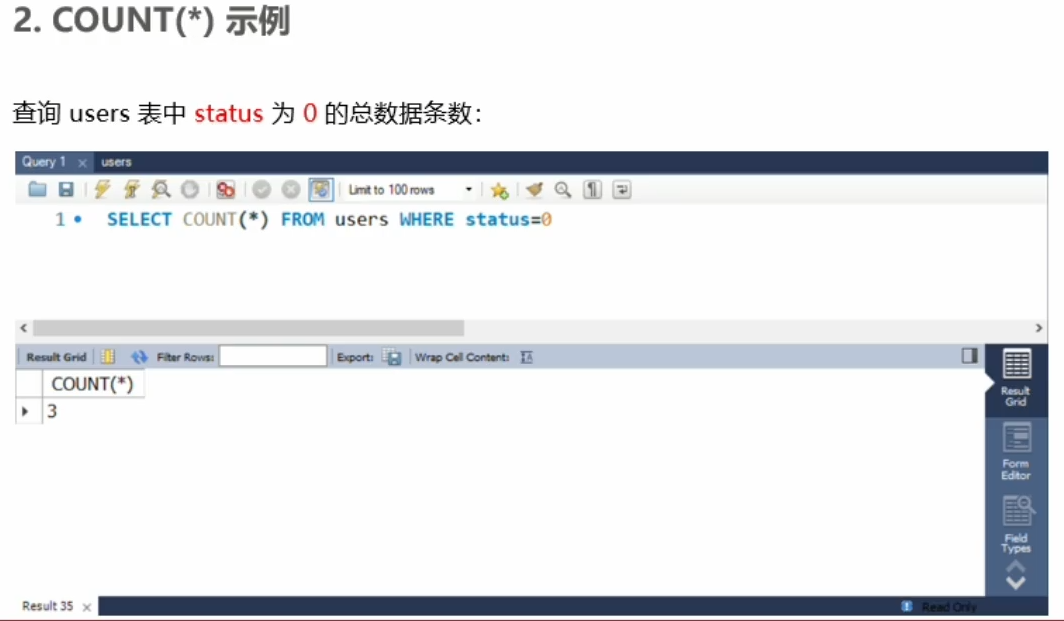 2. COUNT(*) 示例
查询 users 表中 status 为 0 的总数据条数：
Query 1 × users
Limit to 100 rows
1 • SELECT COUNT(*) FROM users WHERE status=0
Result Grid Filter Rows: Export: Wrap Cell Content:
COUNT(*)
3
Result
Grid
Form
Editor
Field
Types
Result 35 × Read Only